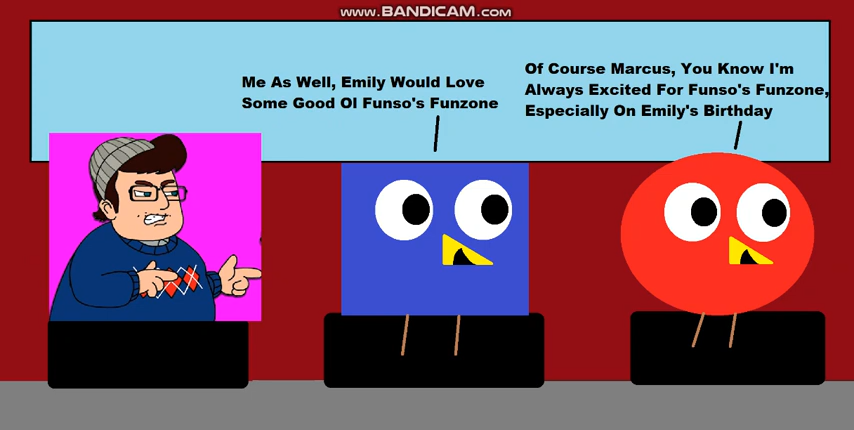 www.BANDICAM.com
Me As Well, Emily Would Love
Some Good Ol Funso's Funzone
Of Course Marcus, You Know I'm
Always Excited For Funso's Funzone,
Especially On Emily's Birthday